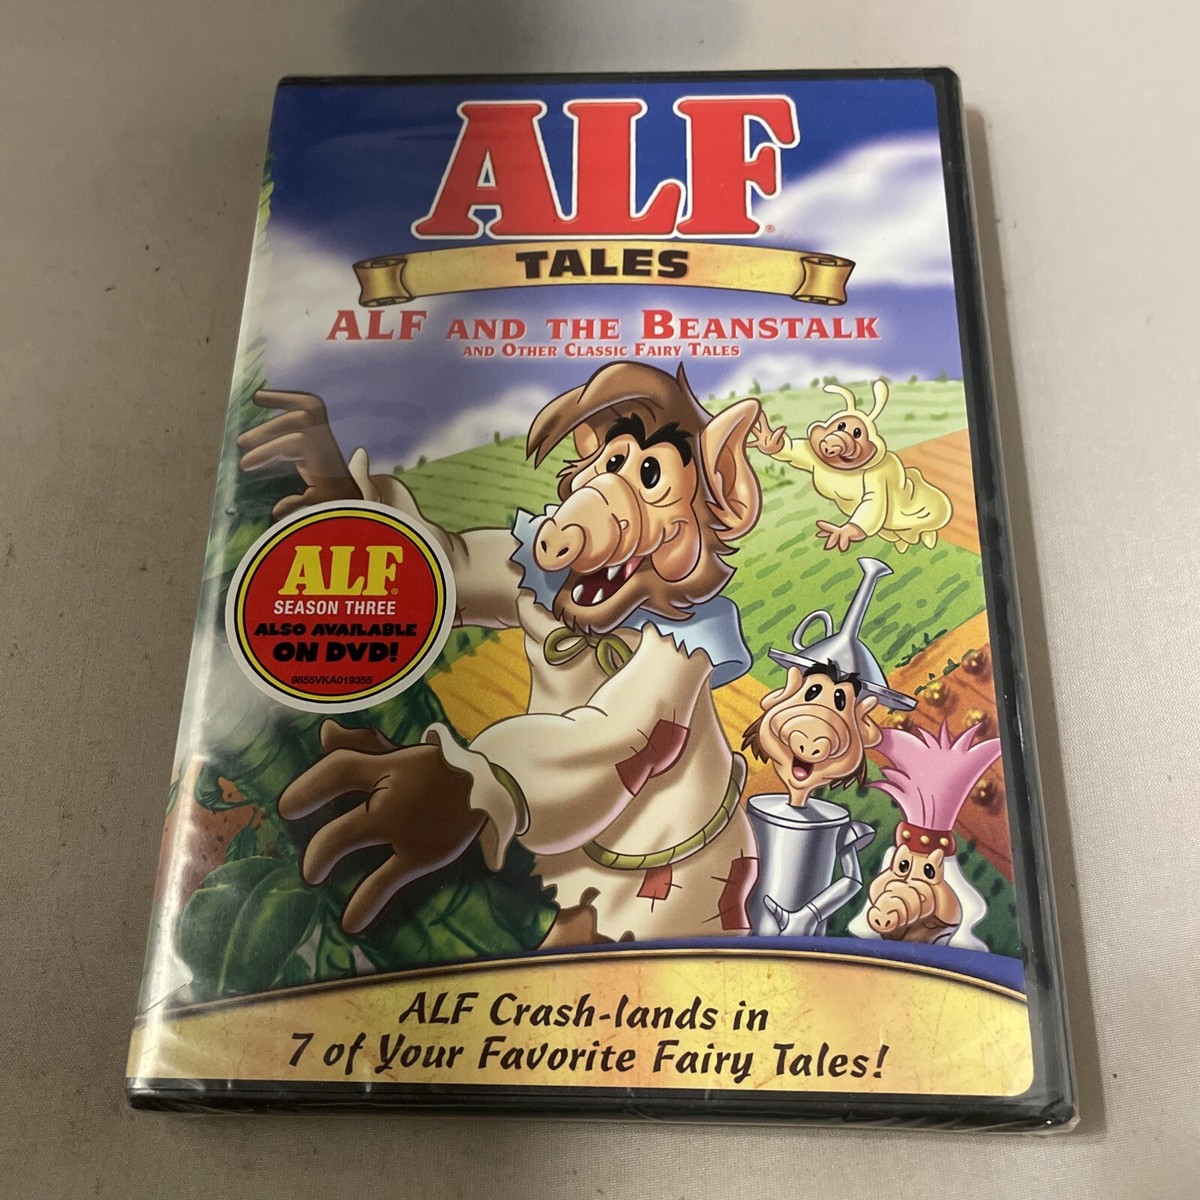 ALF®
TALES
ALF AND THE BEANSTALK
AND OTHER CLASSIC FAIRY TALES
ALF®
SEASON THREE
ALSO AVAILABLE
ON DVD!
9855VKA019355
ALF Crash-lands in
7 of Your Favorite Fairy Tales!